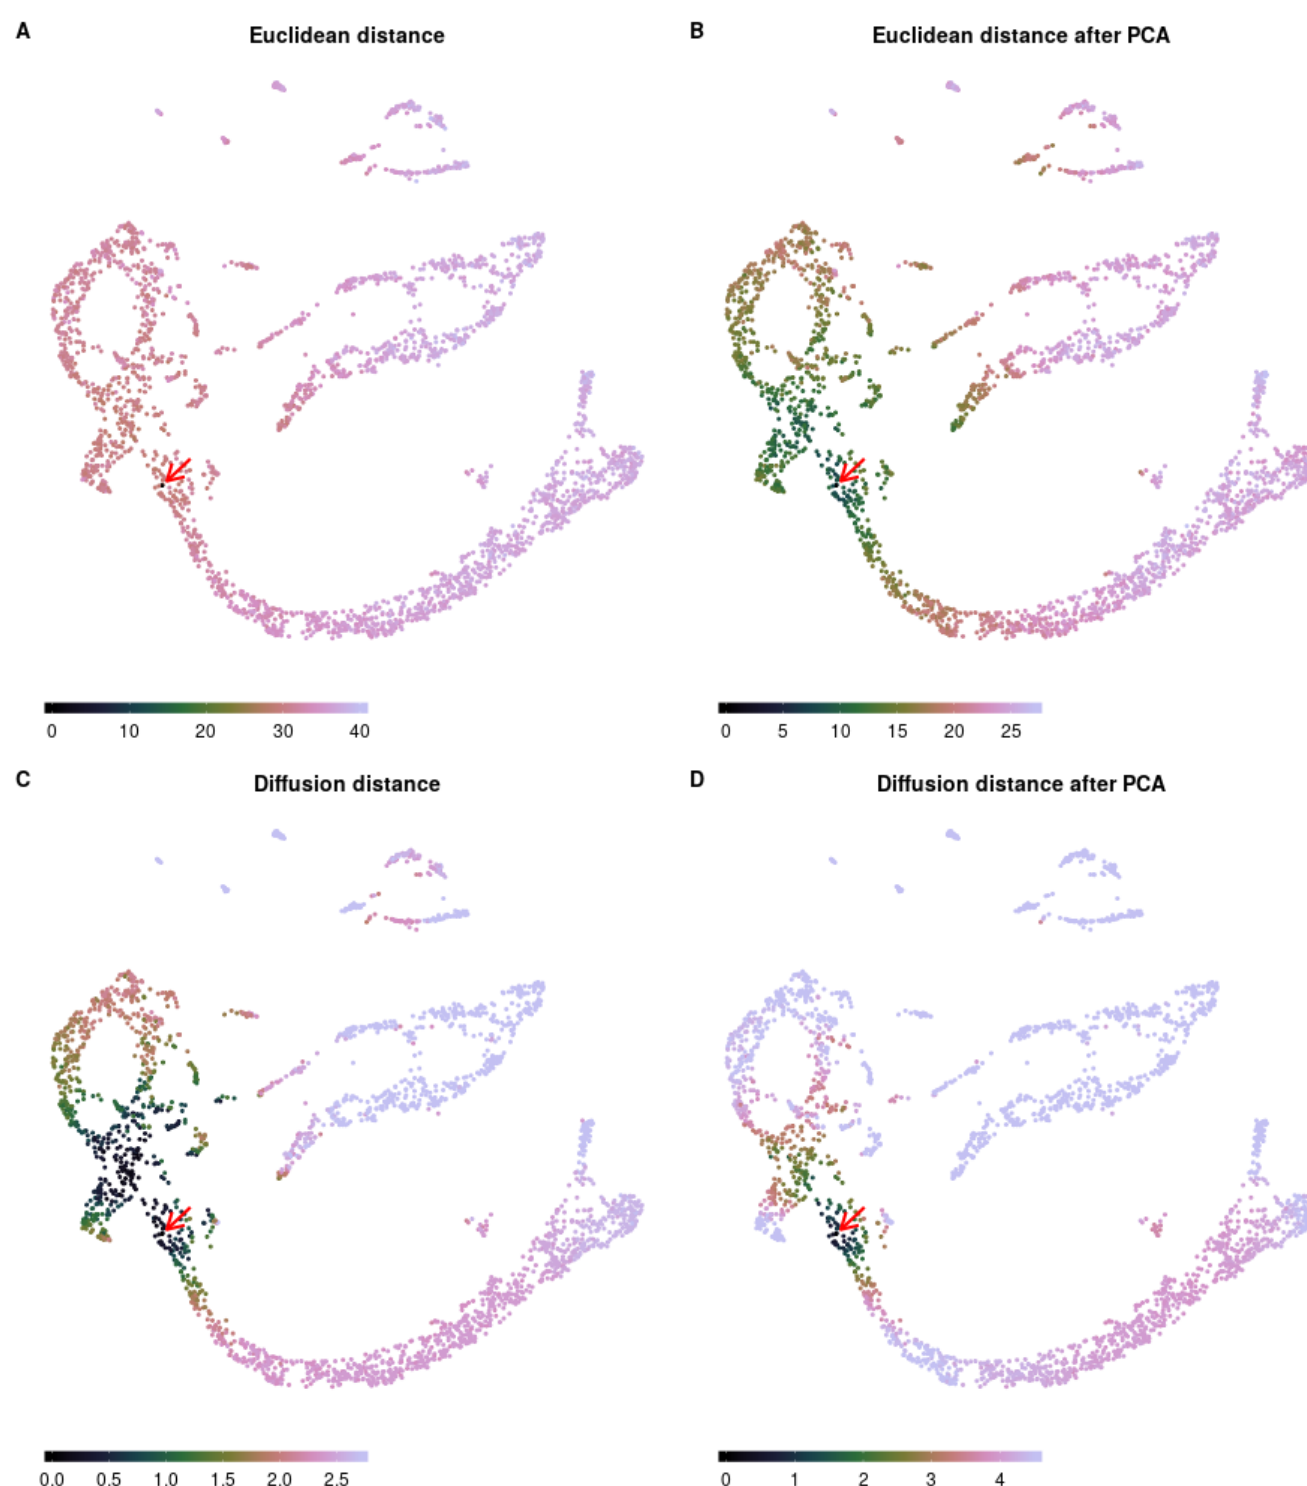 A
Euclidean distance
B
Euclidean distance after PCA
0 10 20 30 40
0 5 10 15 20 25
C
Diffusion distance
D
Diffusion distance after PCA
0.0 0.5 1.0 1.5 2.0 2.5
0 1 2 3 4